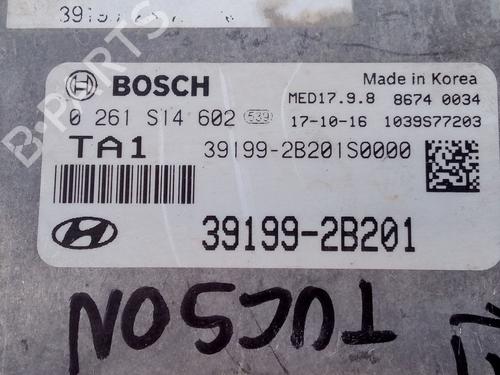 BOSCH
Made in Korea
MED17.9.8 8674 0034
0 261 S14 602 539
17-10-16 1039S77203
TA1
39199-2B201S0000
39199-2B201
TUCSON
B-PARTS